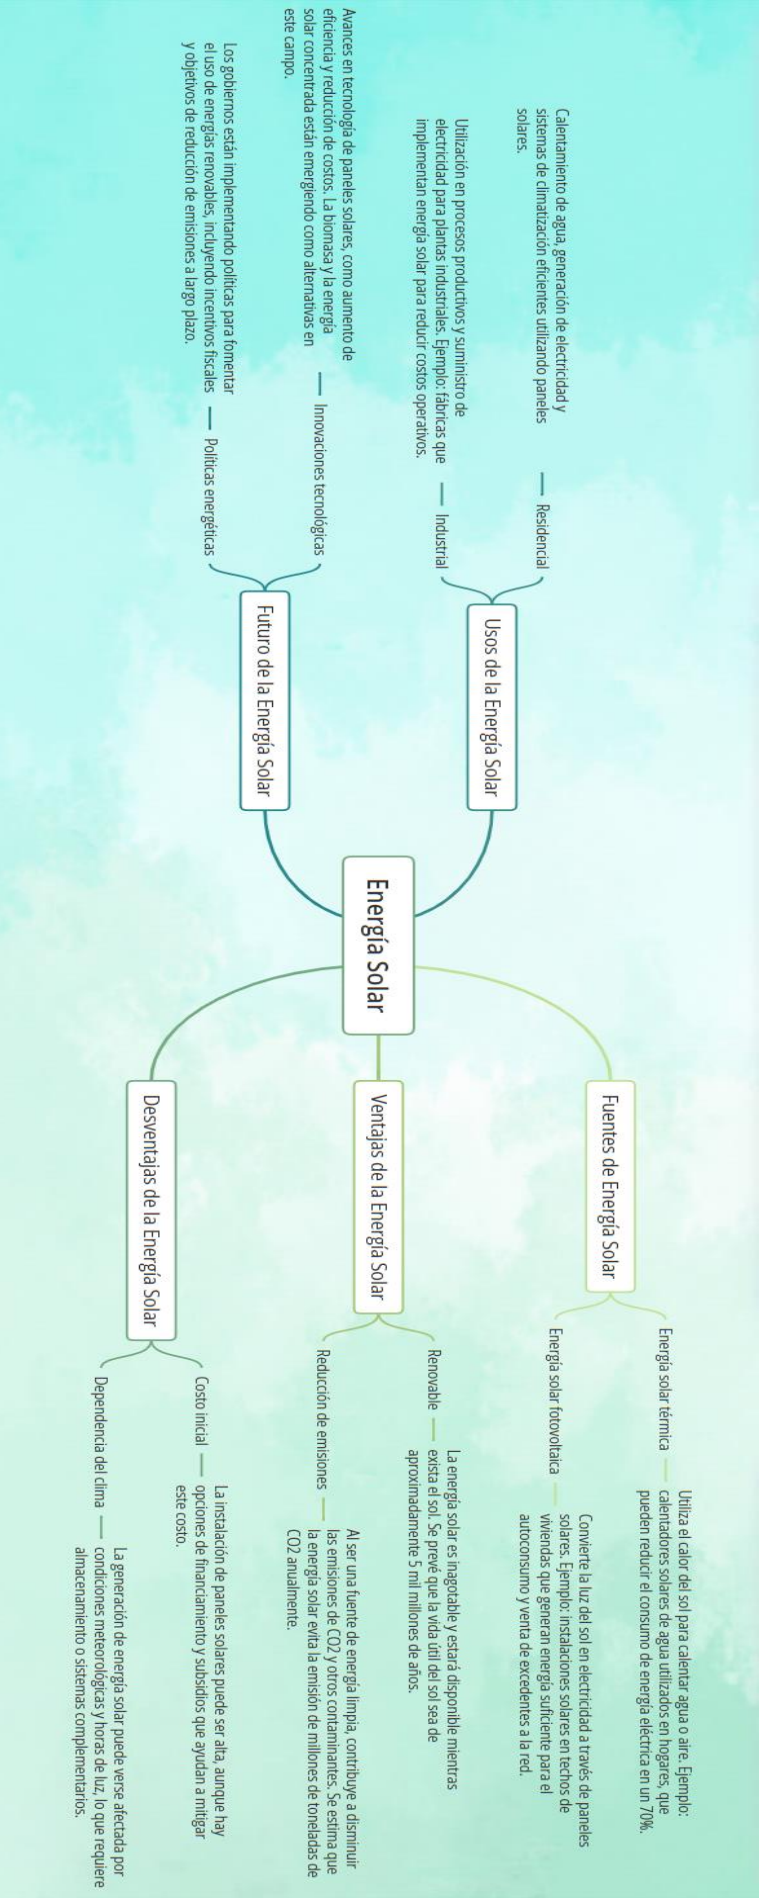 Energía Solar
Fuentes de Energía Solar
Energía solar térmica
Utiliza el calor del sol para calentar agua o aire. Ejemplo:
calentadores solares de agua utilizados en hogares, que
pueden reducir el consumo de energía eléctrica en un 70%.
Energía solar fotovoltaica
Convierte la luz del sol en electricidad a través de paneles
solares. Ejemplo: instalaciones solares en techos de
viviendas que generan energía suficiente para el
autoconsumo y venta de excedentes a la red.
Ventajas de la Energía Solar
Renovable
La energía solar es inagotable y estará disponible mientras
exista el sol. Se prevé que la vida útil del sol sea de
aproximadamente 5 mil millones de años.
Reducción de emisiones
Al ser una fuente de energía limpia, contribuye a disminuir
las emisiones de CO2 y otros contaminantes. Se estima que
la energía solar evita la emisión de millones de toneladas de
CO2 anualmente.
Desventajas de la Energía Solar
Costo inicial
La instalación de paneles solares puede ser alta, aunque hay
opciones de financiamiento y subsidios que ayudan a mitigar
este costo.
Dependencia del clima
La generación de energía solar puede verse afectada por
condiciones meteorológicas y horas de luz, lo que requiere
almacenamiento o sistemas complementarios.
Usos de la Energía Solar
Residencial
Calentamiento de agua, generación de electricidad y
sistemas de climatización eficientes utilizando paneles
solares.
Industrial
Utilización en procesos productivos y suministro de
electricidad para plantas industriales. Ejemplo: fábricas que
implementan energía solar para reducir costos operativos.
Futuro de la Energía Solar
Innovaciones tecnológicas
Avances en tecnología de paneles solares, como aumento de
eficiencia y reducción de costos. La biomasa y la energía
solar concentrada están emergiendo como alternativas en
este campo.
Políticas energéticas
Los gobiernos están implementando políticas para fomentar
el uso de energías renovables, incluyendo incentivos fiscales
y objetivos de reducción de emisiones a largo plazo.